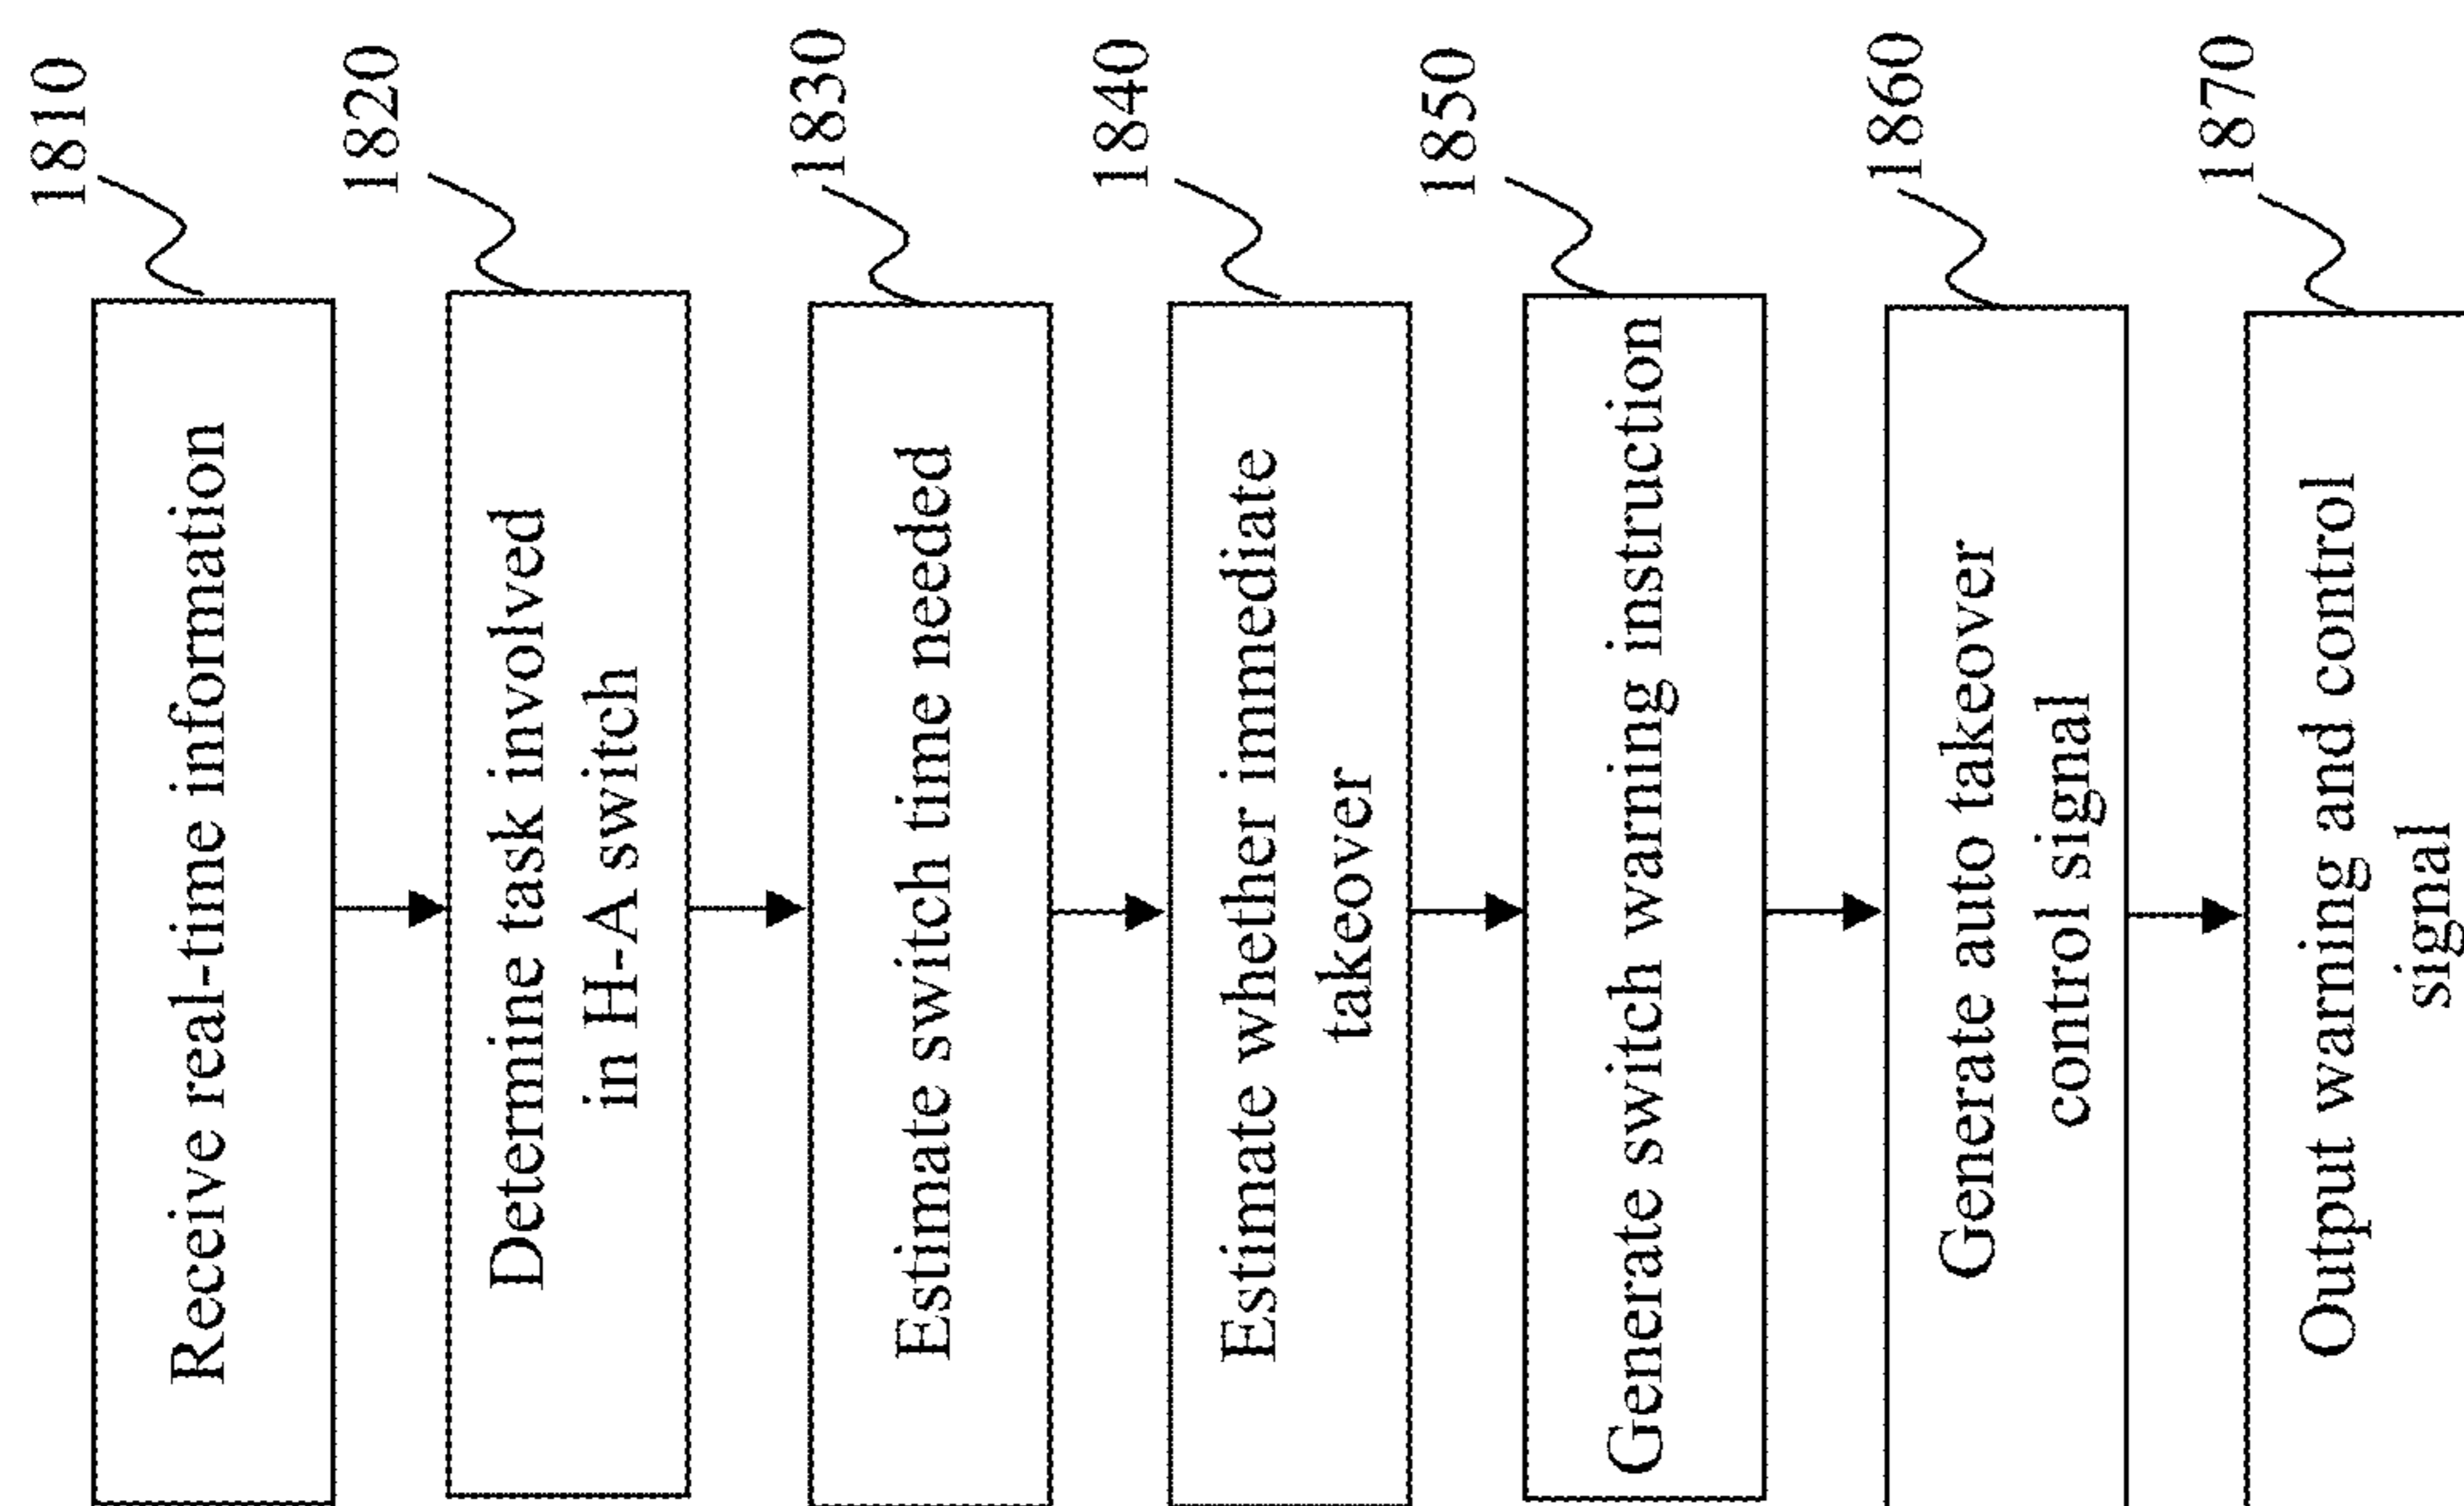 Receive real-time information
1810
Determine task involved
in H-A switch
1820
Estimate switch time needed
1830
Estimate whether immediate
takeover
1840
Generate switch warning instruction
1850
Generate auto takeover
control signal
1860
Output warning and control
signal
1870